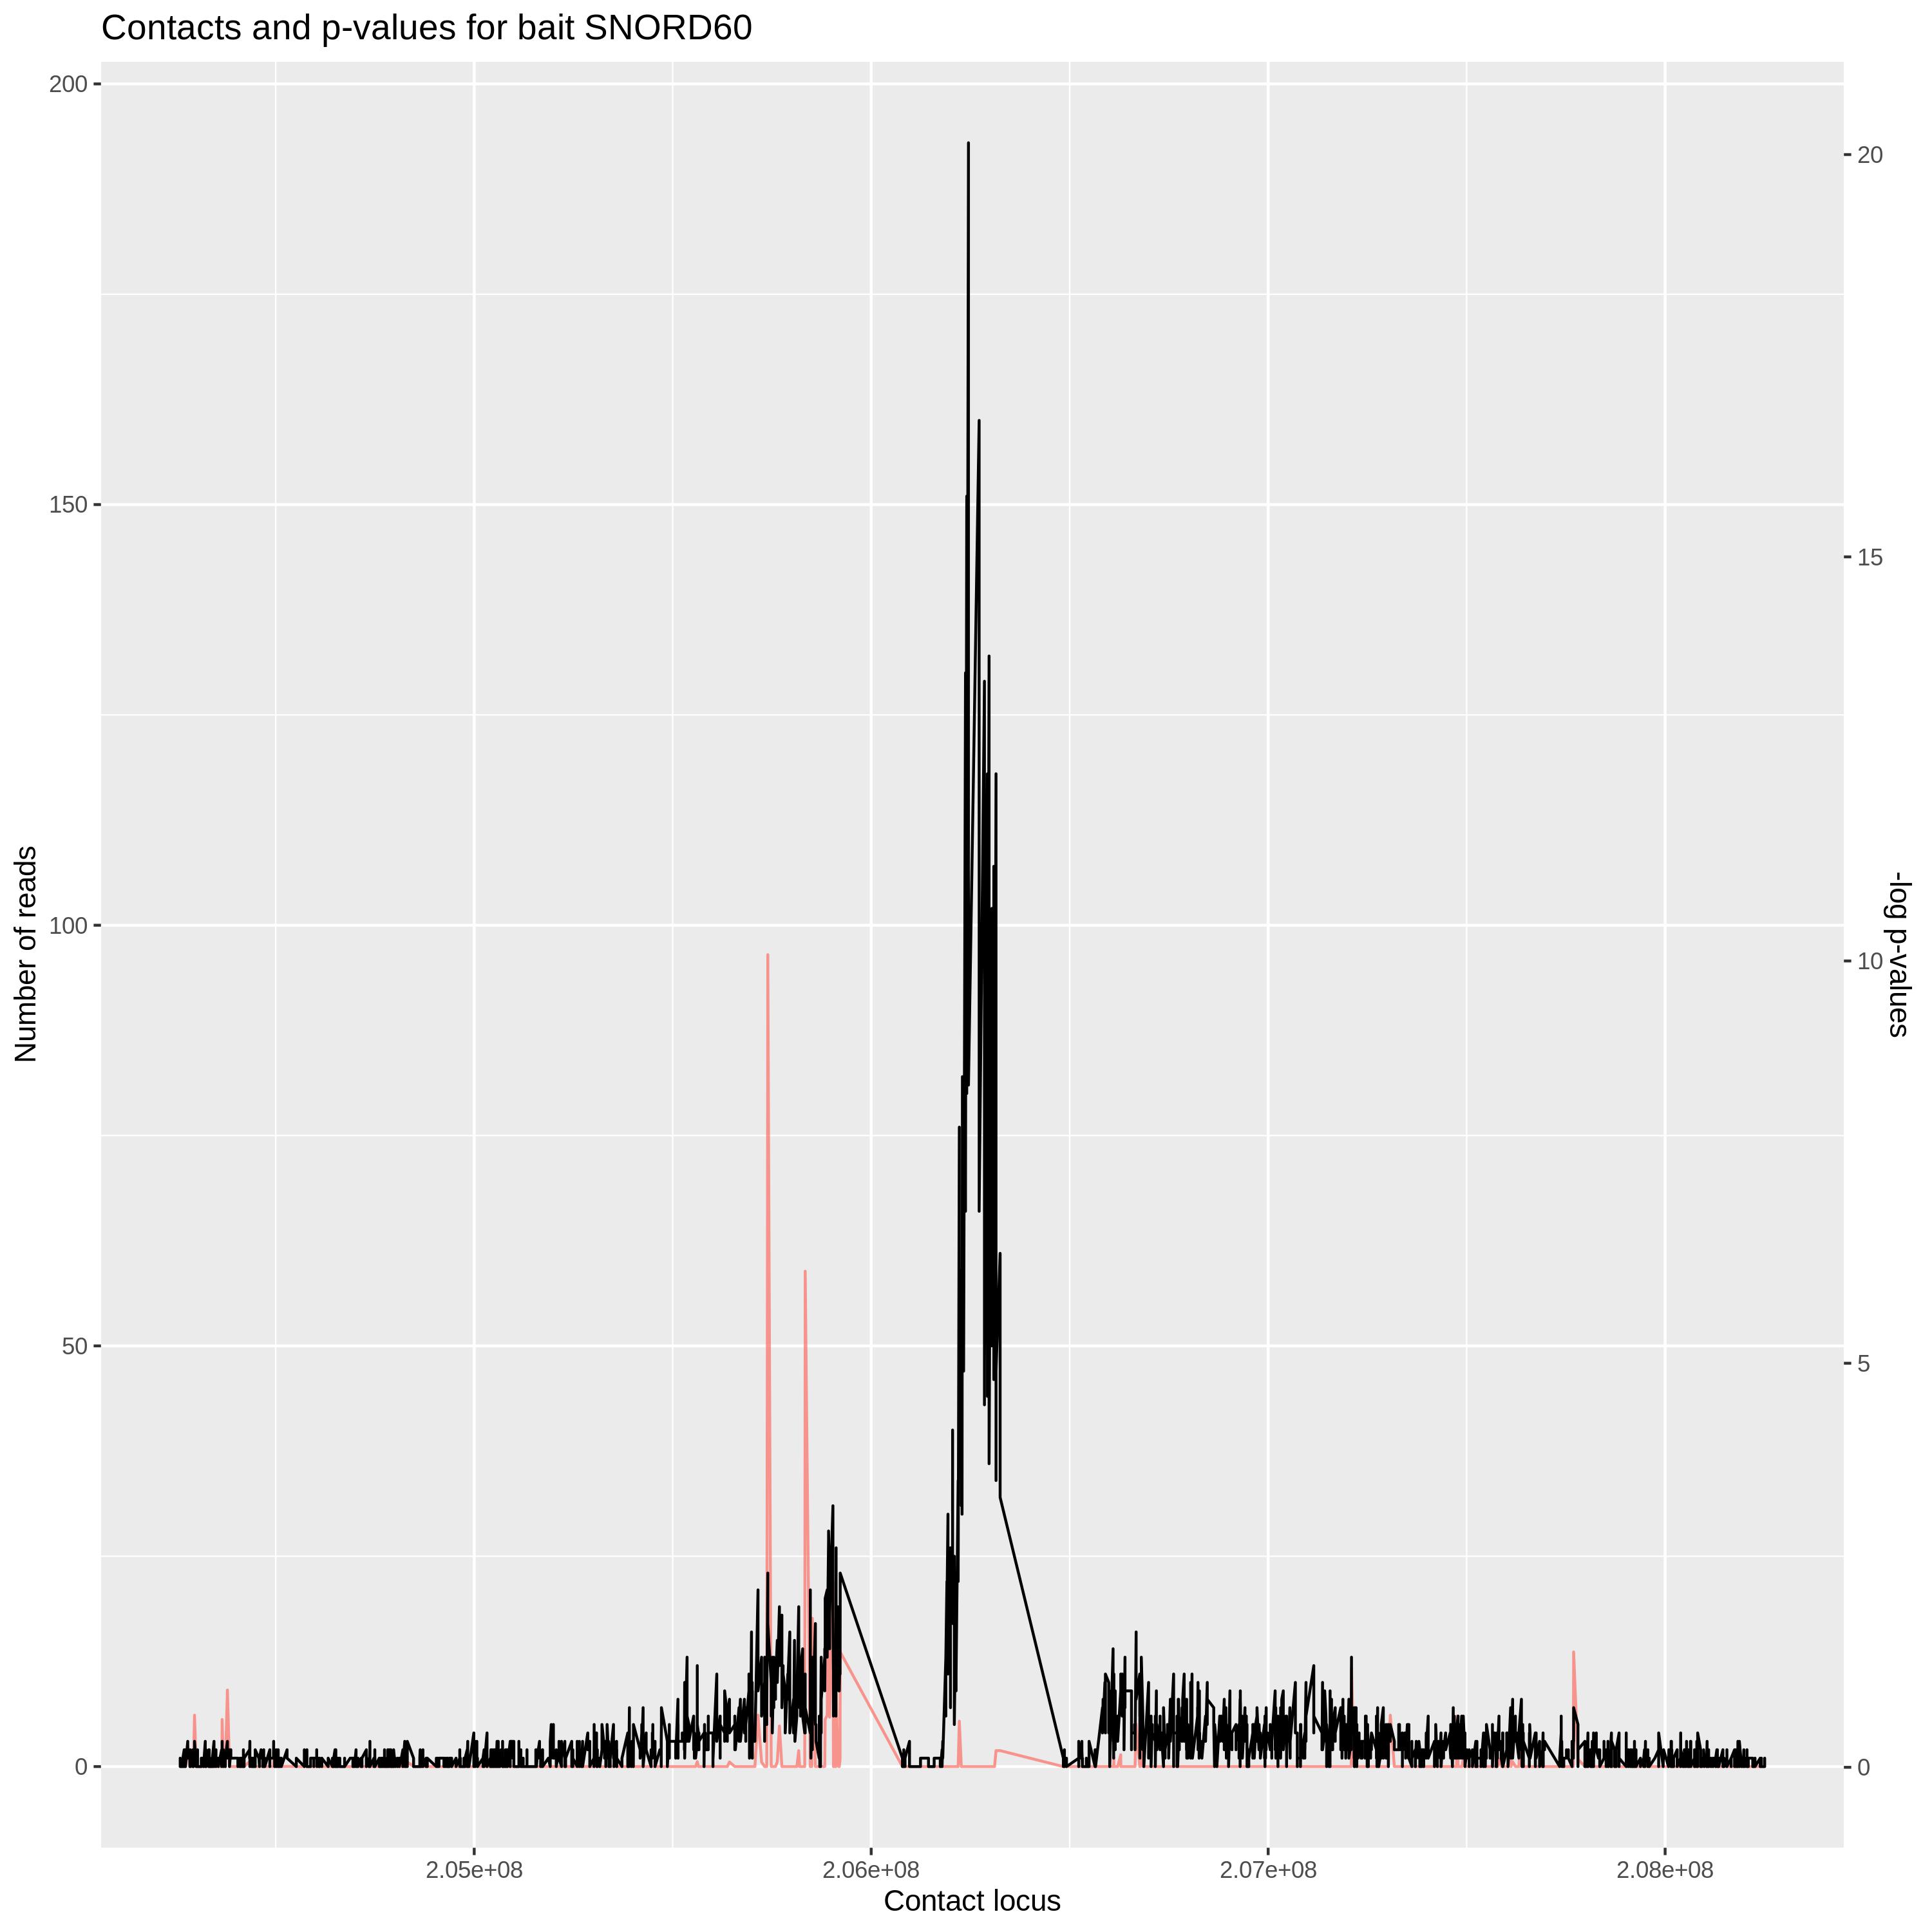 Contacts and p-values for bait SNORD60
200
150
100
50
0
Number of reads
20
15
10
5
0
-log p-values
2.05e+08
2.06e+08
2.07e+08
2.08e+08
Contact locus